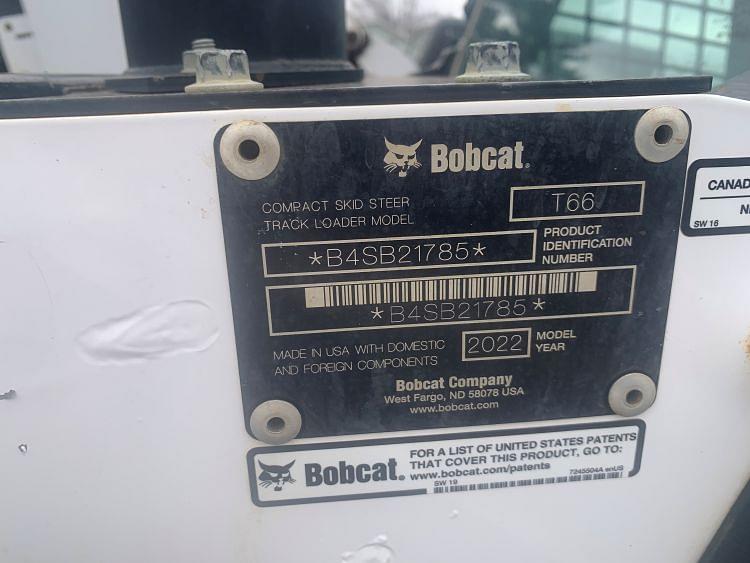 Bobcat.
COMPACT SKID STEER
TRACK LOADER MODEL
T66
*B4SB21785*
PRODUCT
IDENTIFICATION
NUMBER
*B4SB21785*
MADE IN USA WITH DOMESTIC
AND FOREIGN COMPONENTS
2022
MODEL
YEAR
Bobcat Company
West Fargo, ND 58078 USA
www.bobcat.com
CANAD
SW 16
Bobcat.
FOR A LIST OF UNITED STATES PATENTS
THAT COVER THIS PRODUCT, GO TO:
www.bobcat.com/patents
SW 19
7245504A enUS